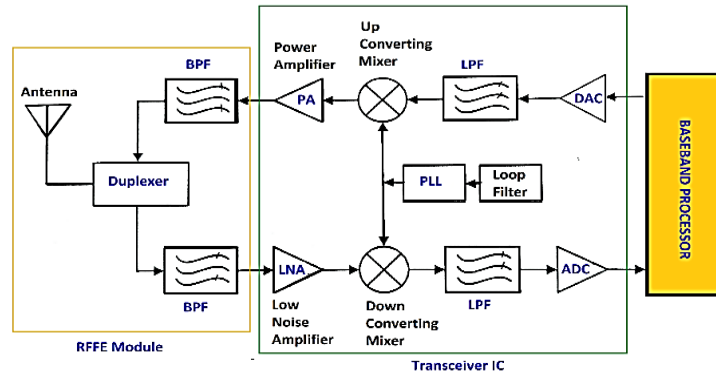 Antenna
BPF
Power
Amplifier
PA
Up
Converting
Mixer
LPF
DAC
BASEBAND PROCESSOR
Duplexer
PLL
Loop
Filter
BPF
LNA
Low
Noise
Amplifier
Down
Converting
Mixer
LPF
ADC
RFFE Module
Transceiver IC